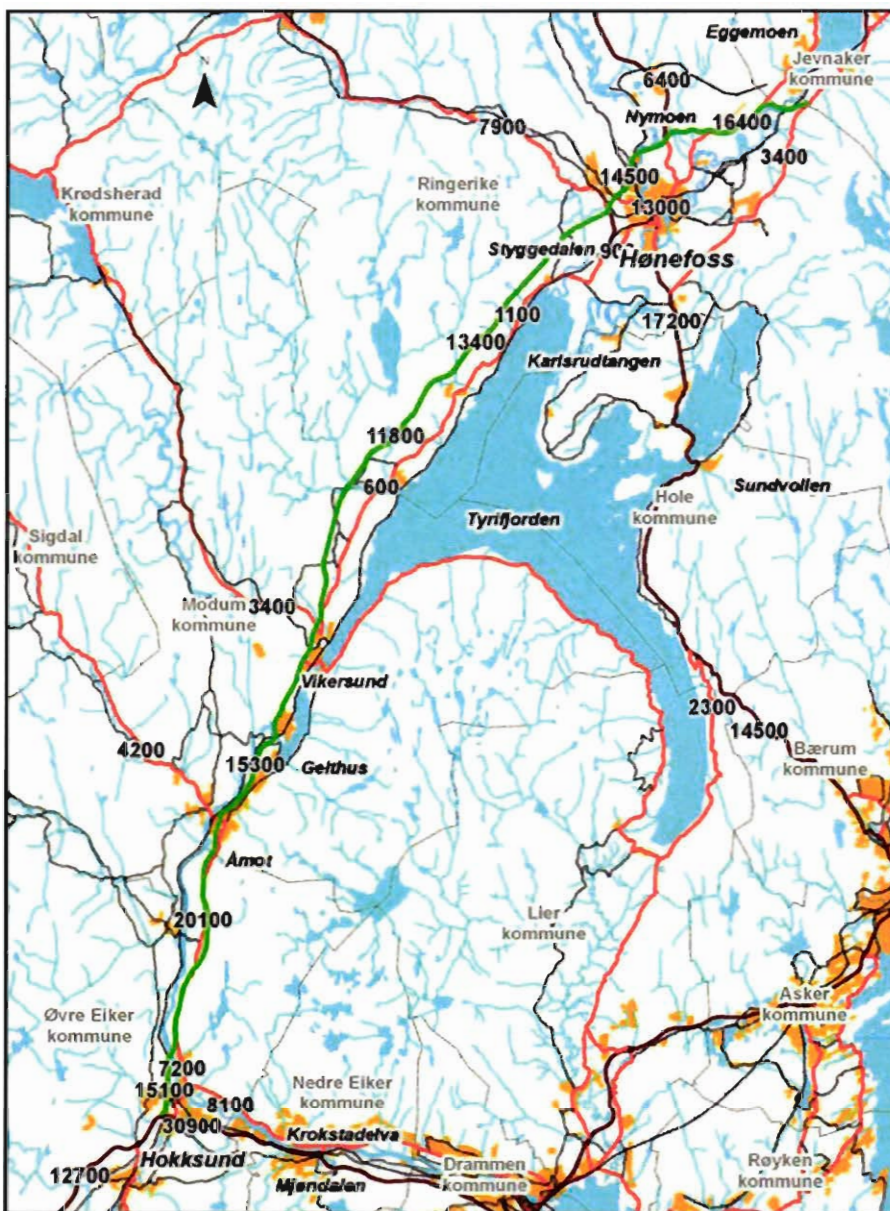 Eggemoen
Jevnaker
kommune
N
6400
Nymoen
16400
7900
3400
14500
Krødsherad
kommune
Ringerike
kommune
13000
Styggedalen
Hønefoss
1100
17200
13400
Karlsrudtangen
11800
600
Sundvollen
Hole
kommune
Tyrifjorden
Sigdal
kommune
Modum
kommune
3400
Vikersund
2300
14500
4200
15300
Gelthus
Bærum
kommune
Åmot
20100
Lier
kommune
Asker
kommune
Øvre Eiker
kommune
7200
15100
8100
Nedre Eiker
kommune
30900
Krokstadelva
12700
Hokksund
Mjøndalen
Drammen
kommune
Røyken
kommune